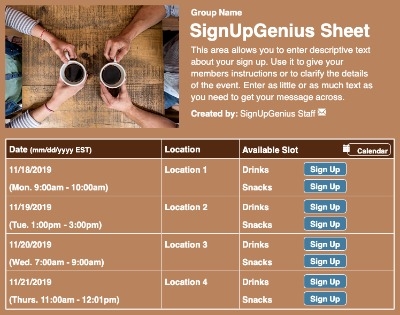 Group Name
SignUpGenius Sheet
This area allows you to enter descriptive text
about your sign up. Use it to give your
members instructions or to clarify the details
of the event. Enter as little or as much text as
you need to get your message across.
Created by: SignUpGenius Staff
Date (mm/dd/yyyy EST) Location Available Slot Calendar
11/18/2019 Location 1 Drinks Sign Up
(Mon. 9:00am - 10:00am) Snacks Sign Up
11/19/2019 Location 2 Drinks Sign Up
(Tue. 1:00pm - 3:00pm) Snacks Sign Up
11/20/2019 Location 3 Drinks Sign Up
(Wed. 7:00am - 9:00am) Snacks Sign Up
11/21/2019 Location 4 Drinks Sign Up
(Thurs. 11:00am - 12:01pm) Snacks Sign Up